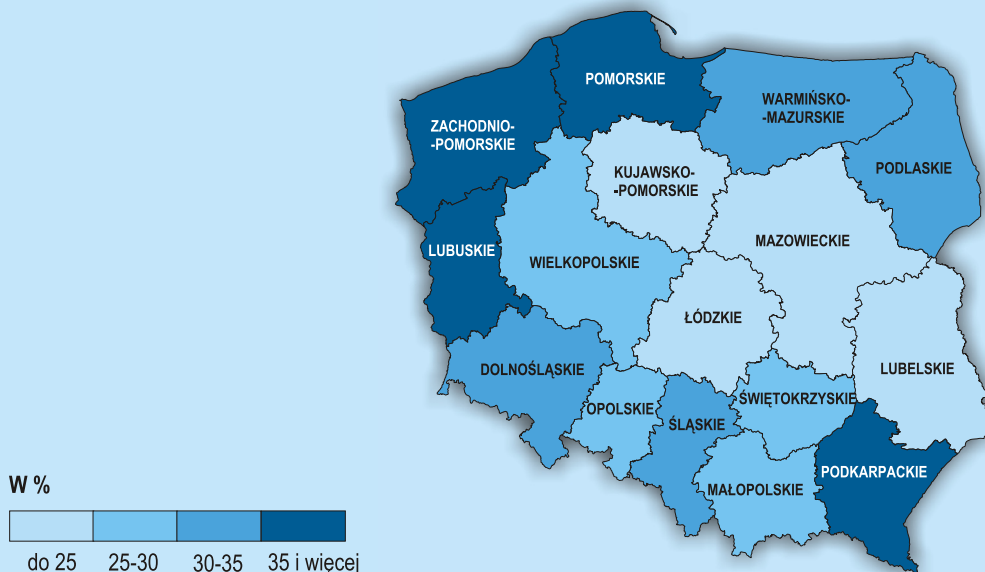 POMORSKIE
WARMIŃSKO-
-MAZURSKIE
ZACHODNIO-
-POMORSKIE
PODLASKIE
KUJAWSKO-
-POMORSKIE
MAZOWIECKIE
LUBUSKIE
WIELKOPOLSKIE
ŁÓDZKIE
DOLNOŚLĄSKIE
LUBELSKIE
OPOLSKIE
ŚWIĘTOKRZYSKIE
ŚLĄSKIE
PODKARPACKIE
MAŁOPOLSKIE
W %
do 25 25-30 30-35 35 i więcej